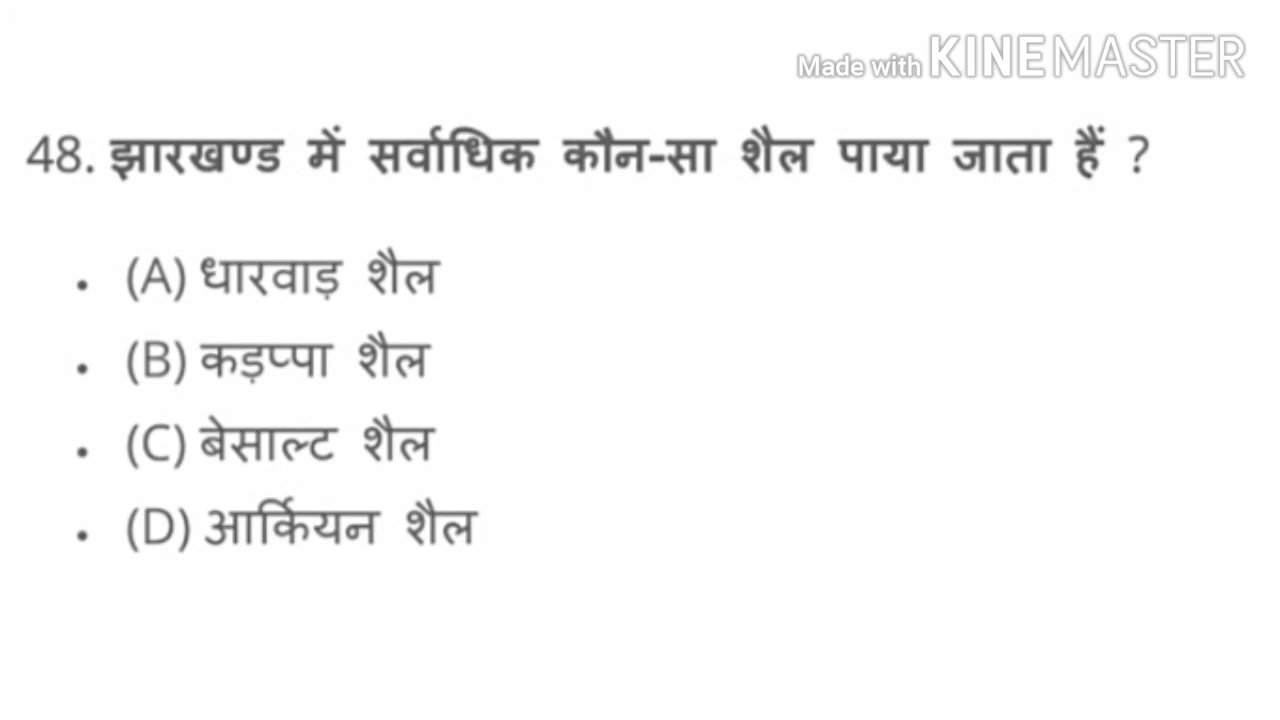 Made with KINEMASTER
48. झारखण्ड में सर्वाधिक कौन-सा शैल पाया जाता हैं ?
• (A) धारवाड़ शैल
• (B) कड़प्पा शैल
• (C) बेसाल्ट शैल
• (D) आर्कियन शैल